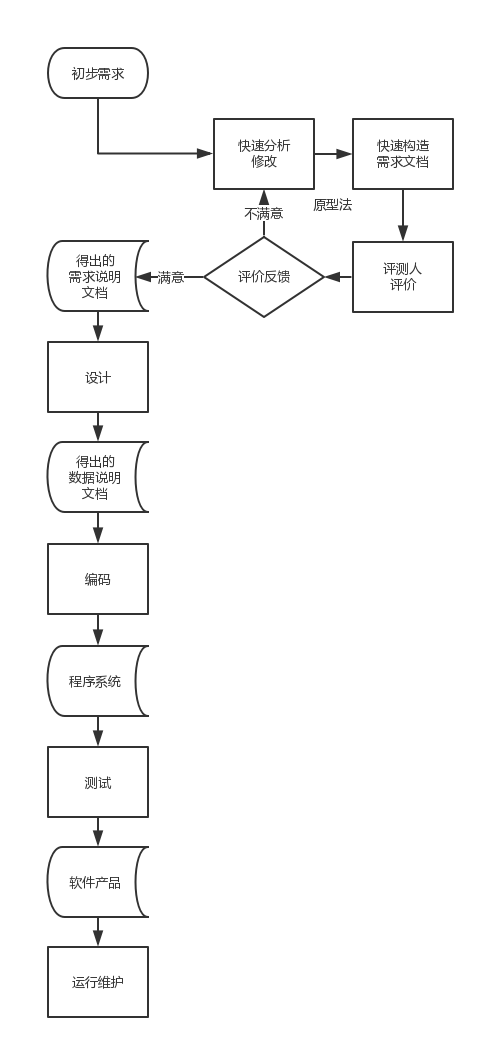 初步需求
快速分析
修改
快速构造
需求文档
不满意
原型法
得出的
需求说明
文档
满意
评价反馈
评测人
评价
设计
得出的
数据说明
文档
编码
程序系统
测试
软件产品
运行维护